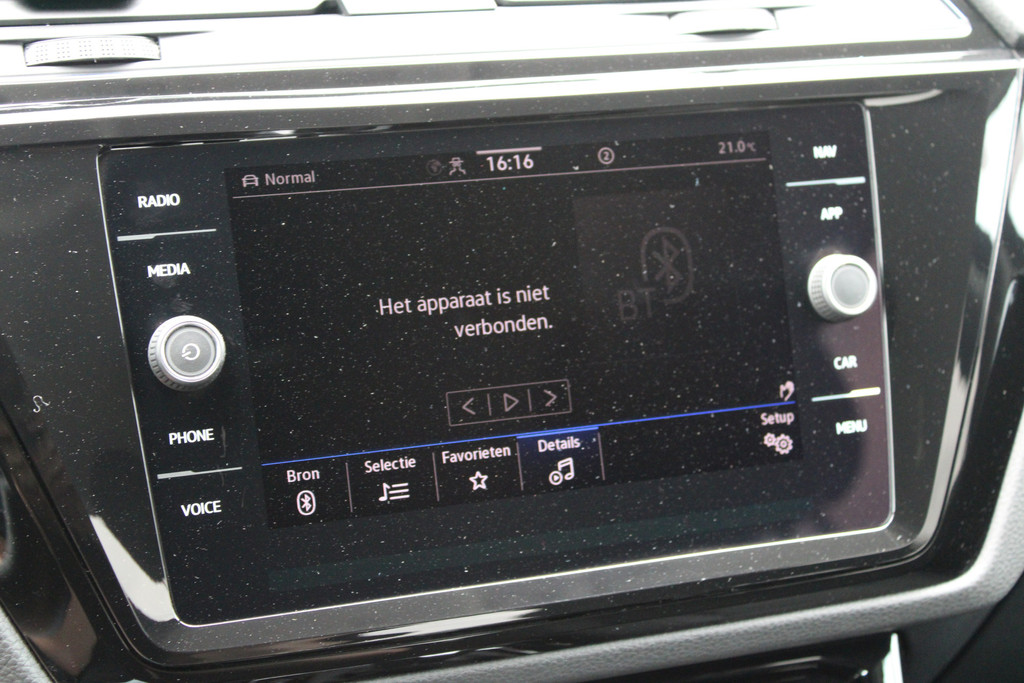 Normal
16:16
2
21.0°C
RADIO
MEDIA
PHONE
VOICE
Het apparaat is niet
verbonden.
BT
Bron
Selectie
Favorieten
Details
Setup
NAV
APP
CAR
MENU